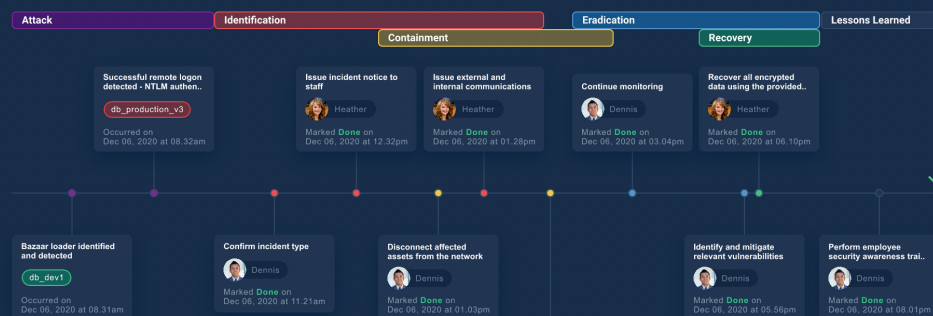 Attack
Identification
Eradication
Lessons Learned
Containment
Recovery
Successful remote logon
detected - NTLM authen..
db_production_v3
Occurred on
Dec 06, 2020 at 08.32am
Issue incident notice to
staff
Heather
Marked Done on
Dec 06, 2020 at 12.32pm
Issue external and
internal communications
Heather
Marked Done on
Dec 06, 2020 at 01.28pm
Continue monitoring
Dennis
Marked Done on
Dec 06, 2020 at 03.04pm
Recover all encrypted
data using the provided..
Heather
Marked Done on
Dec 06, 2020 at 06.10pm
Bazaar loader identified
and detected
db_dev1
Occurred on
Dec 06, 2020 at 08.31am
Confirm incident type
Dennis
Marked Done on
Dec 06, 2020 at 11.21am
Disconnect affected
assets from the network
Dennis
Marked Done on
Dec 06, 2020 at 01.03pm
Identify and mitigate
relevant vulnerabilities
Dennis
Marked Done on
Dec 06, 2020 at 05.56pm
Perform employee
security awareness trai..
Dennis
Marked Done on
Dec 06, 2020 at 08.01pm